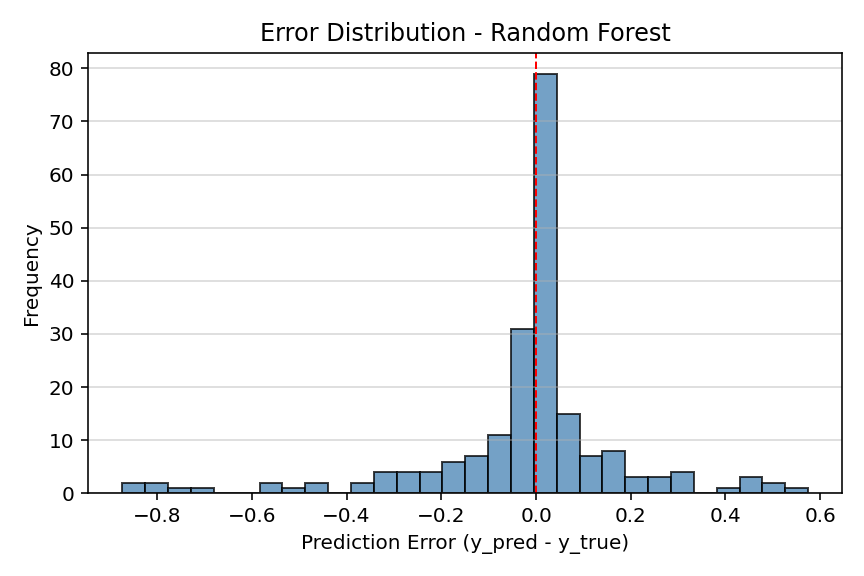 Error Distribution - Random Forest
80
70
60
50
40
30
20
10
0
Frequency
−0.8 −0.6 −0.4 −0.2 0.0 0.2 0.4 0.6
Prediction Error (y_pred - y_true)